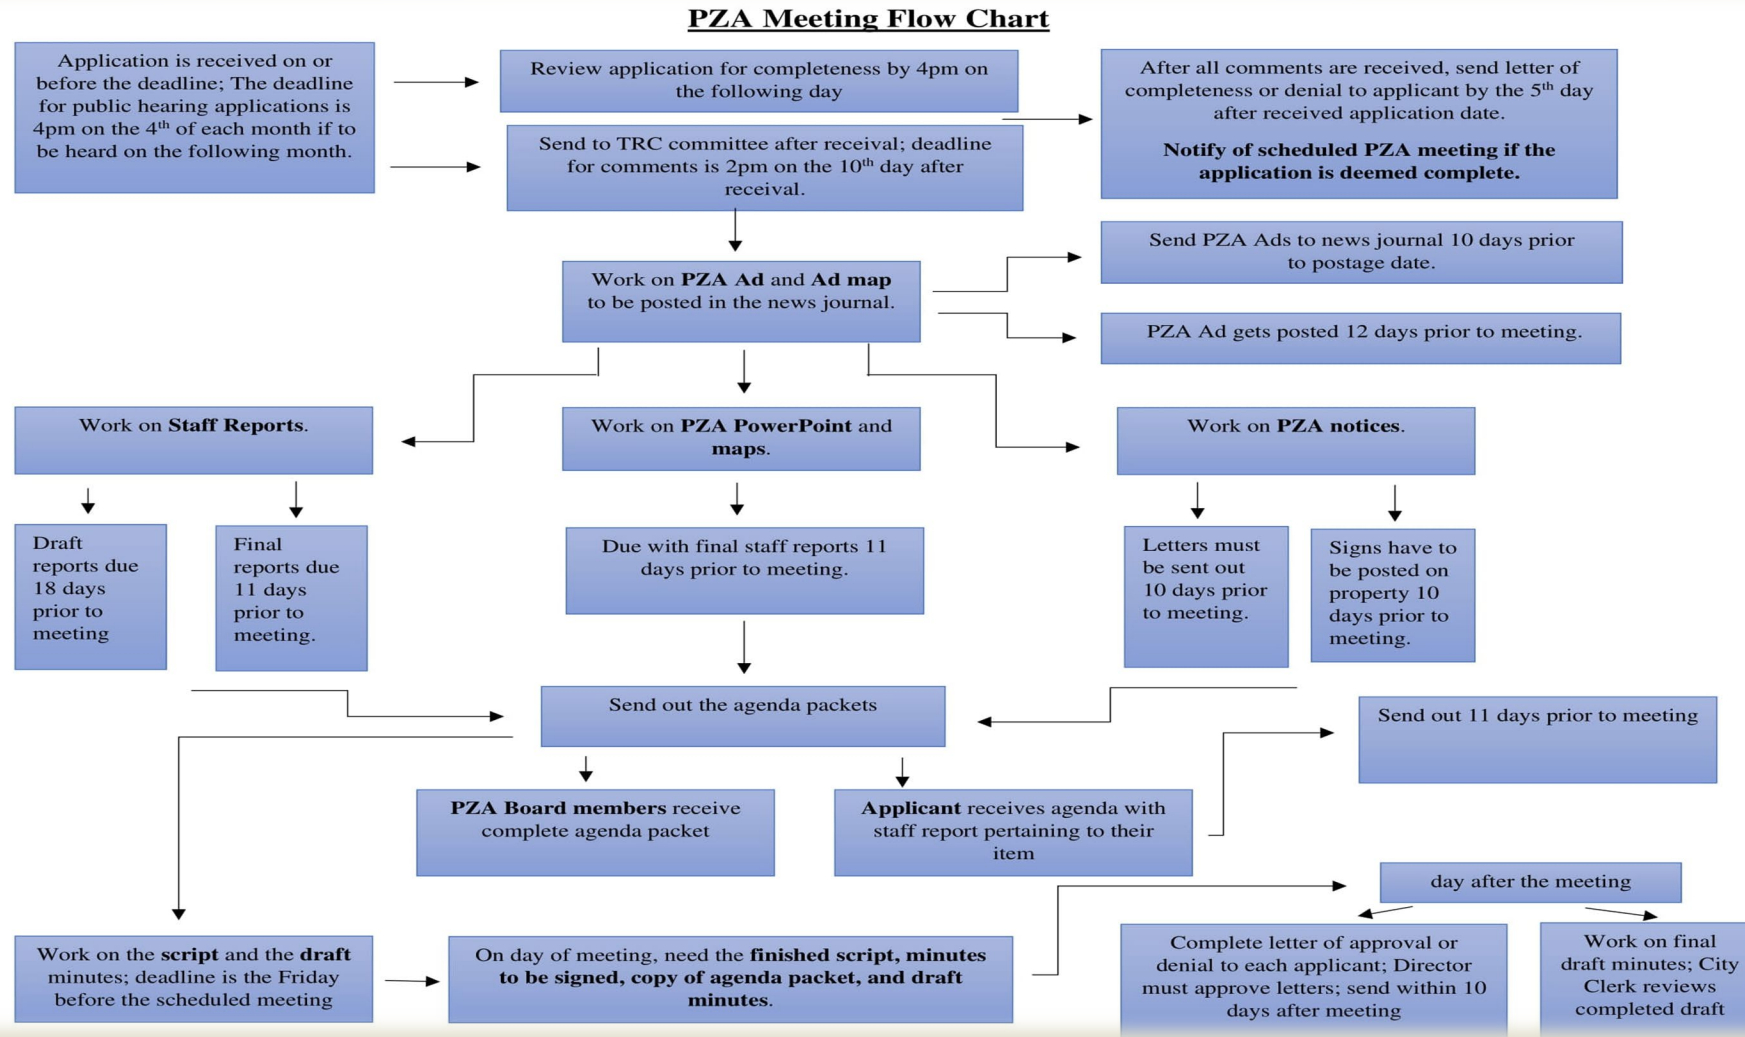 PZA Meeting Flow Chart
Application is received on or
before the deadline; The deadline
for public hearing applications is
4pm on the 4th of each month if to
be heard on the following month.
Review application for completeness by 4pm on
the following day
Send to TRC committee after receival; deadline
for comments is 2pm on the 10th day after
receival.
After all comments are received, send letter of
completeness or denial to applicant by the 5th day
after received application date.
Notify of scheduled PZA meeting if the
application is deemed complete.
Work on PZA Ad and Ad map
to be posted in the news journal.
Send PZA Ads to news journal 10 days prior
to postage date.
PZA Ad gets posted 12 days prior to meeting.
Work on Staff Reports.
Work on PZA PowerPoint and
maps.
Work on PZA notices.
Draft
reports due
18 days
prior to
meeting
Final
reports due
11 days
prior to
meeting.
Due with final staff reports 11
days prior to meeting.
Letters must
be sent out
10 days prior
to meeting.
Signs have to
be posted on
property 10
days prior to
meeting.
Send out the agenda packets
Send out 11 days prior to meeting
PZA Board members receive
complete agenda packet
Applicant receives agenda with
staff report pertaining to their
item
day after the meeting
Work on the script and the draft
minutes; deadline is the Friday
before the scheduled meeting
On day of meeting, need the finished script, minutes
to be signed, copy of agenda packet, and draft
minutes.
Complete letter of approval or
denial to each applicant; Director
must approve letters; send within 10
days after meeting
Work on final
draft minutes; City
Clerk reviews
completed draft